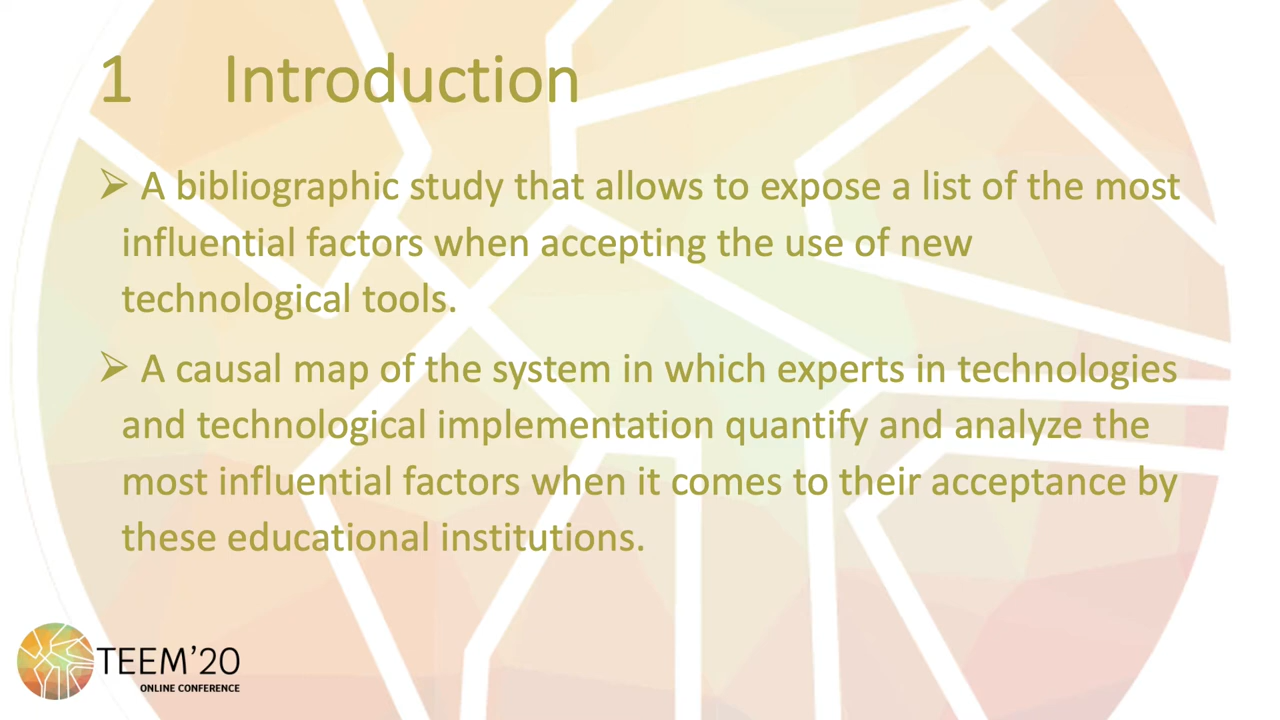 1 Introduction
➢ A bibliographic study that allows to expose a list of the most
influential factors when accepting the use of new
technological tools.
➢ A causal map of the system in which experts in technologies
and technological implementation quantify and analyze the
most influential factors when it comes to their acceptance by
these educational institutions.
TEEM'20
ONLINE CONFERENCE